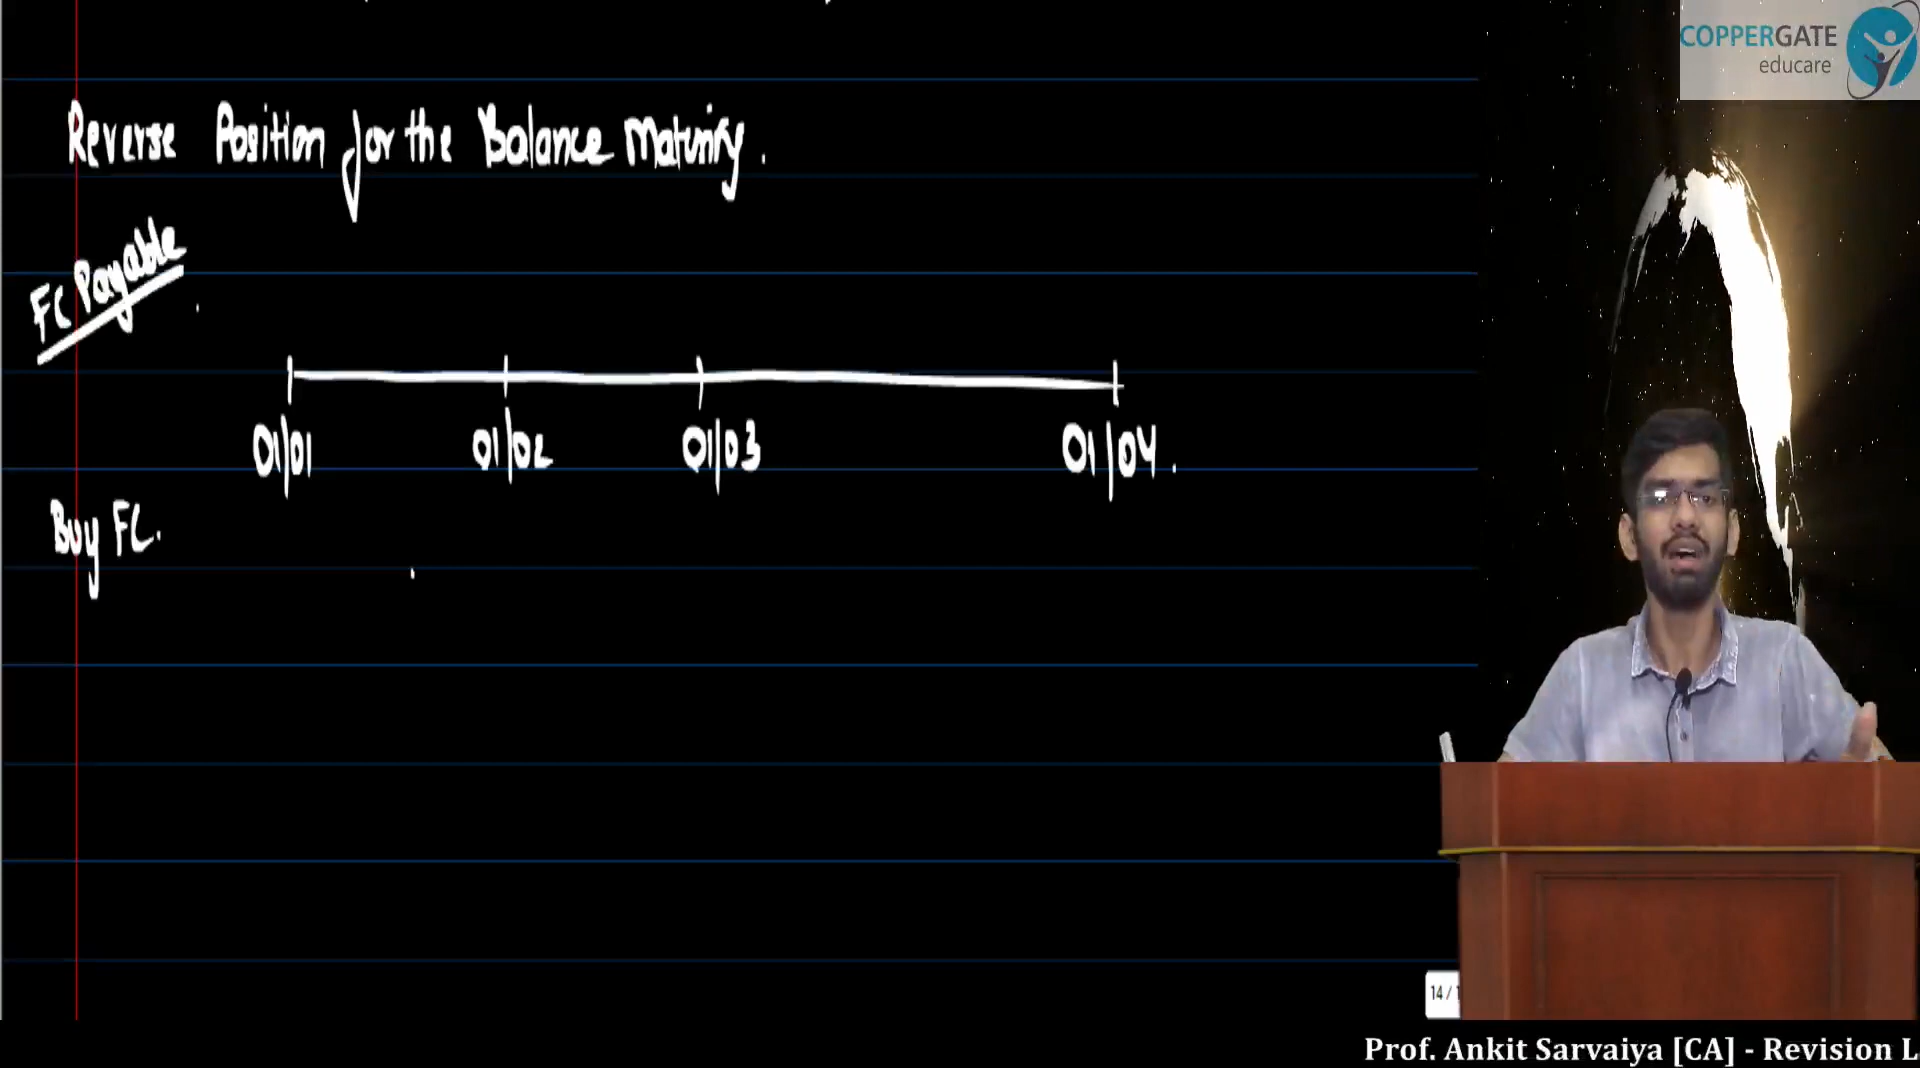 COPPERGATE
educare
Reverse Position for the Balance Maturity.
FC Payable
01/01 01/02 01/03 01/04.
Buy FC.
14 / 1
Prof. Ankit Sarvaiya [CA] - Revision L